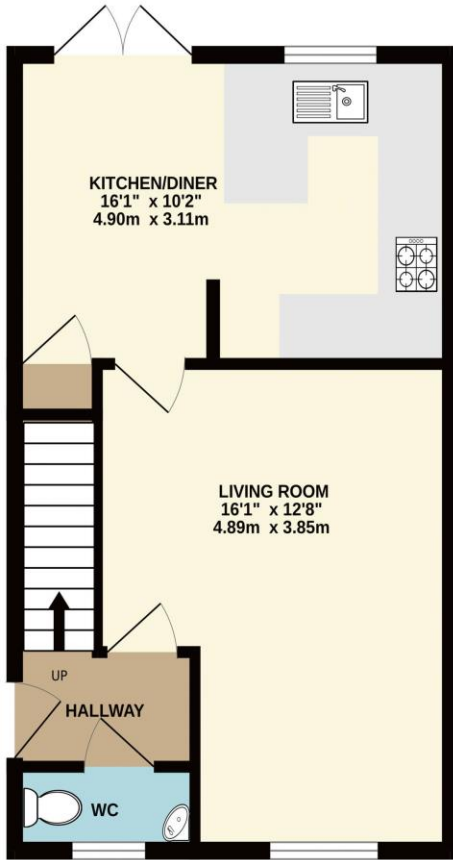 KITCHEN/DINER
16'1" x 10'2"
4.90m x 3.11m
LIVING ROOM
16'1" x 12'8"
4.89m x 3.85m
UP
HALLWAY
WC